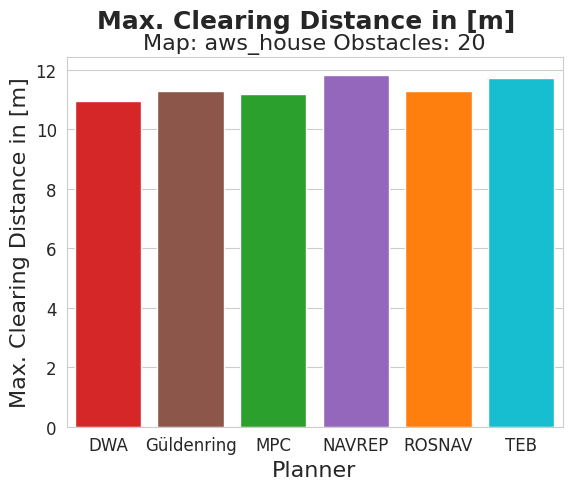 Max. Clearing Distance in [m]
Map: aws_house Obstacles: 20
Max. Clearing Distance in [m]
12
10
8
6
4
2
0
DWA Güldenring MPC NAVREP ROSNAV TEB
Planner